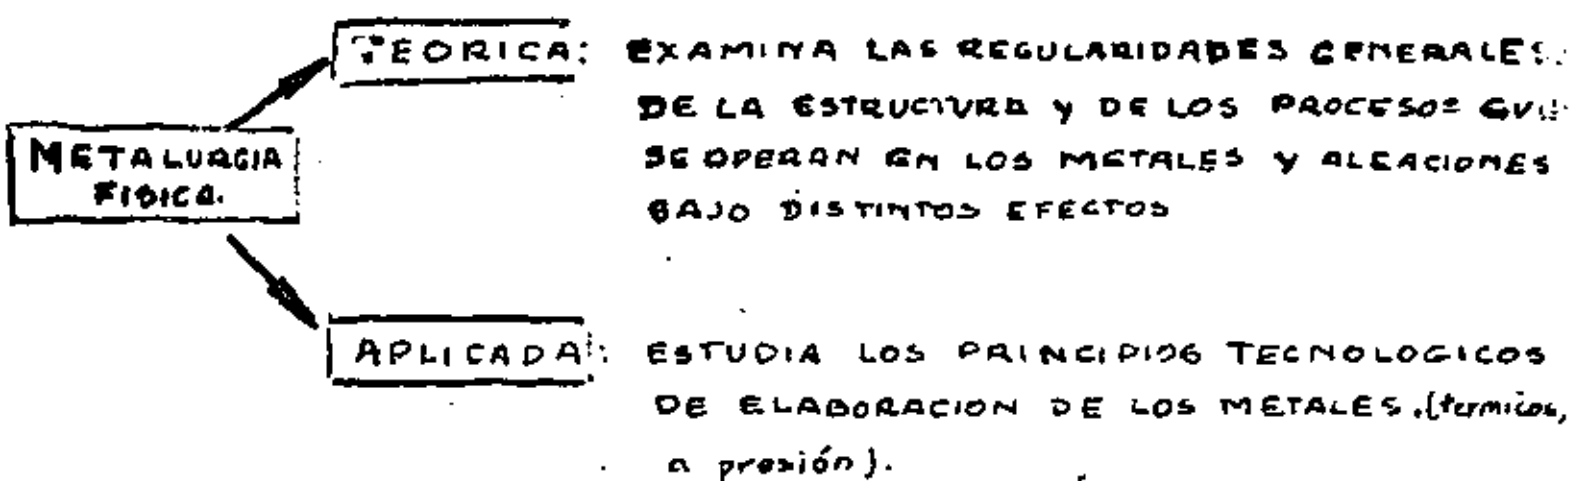 TEORICA: EXAMINA LAS REGULARIDADES GENERALES
DE LA ESTRUCTURA Y DE LOS PROCESOS QUE
METALURGIA
FISICA.
SE OPERAN EN LOS METALES Y ALEACIONES
BAJO DISTINTOS EFECTOS
APLICADA: ESTUDIA LOS PRINCIPIOS TECNOLOGICOS
DE ELABORACION DE LOS METALES.(termicos,
a presión).